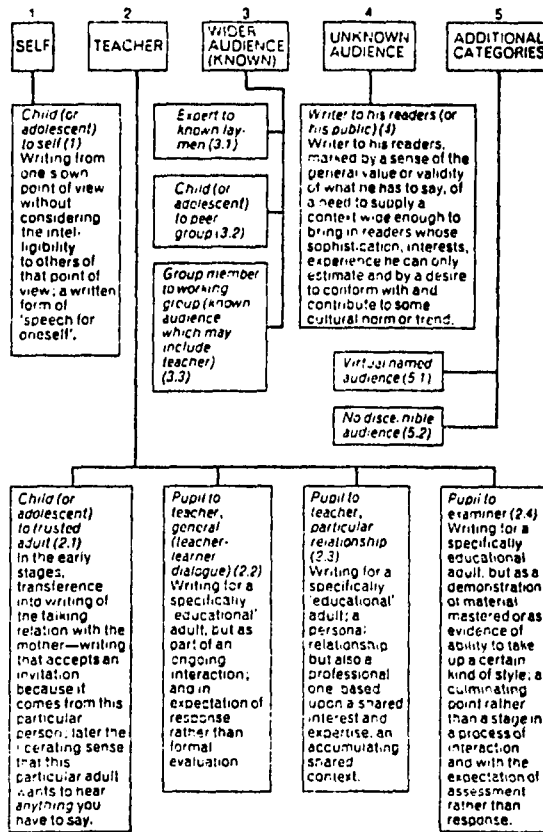 1
SELF
2
TEACHER
3
WIDER
AUDIENCE
(KNOWN)
4
UNKNOWN
AUDIENCE
5
ADDITIONAL
CATEGORIES
Child (or
adolescent)
to self (1)
Writing from
one's own
point of view
without
considering
the intel-
ligibility
to others of
that point of
view; a written
form of
'speech for
oneself'.
Expert to
known lay-
men (3.1)
Child (or
adolescent)
to peer
group (3.2)
Group member
to working
group (known
audience
which may
include
teacher)
(3.3)
Writer to his readers (or
his public) (4)
Writer to his readers,
marked by a sense of the
general value or validity
of what he has to say, of
a need to supply a
context wide enough to
bring in readers whose
sophistication, interests,
experience he can only
estimate and by a desire
to conform with and
contribute to some
cultural norm or trend.
Virtual named
audience (5.1)
No discernible
audience (5.2)
Child (or
adolescent)
to trusted
adult (2.1)
In the early
stages,
transference
into writing of
the talking
relation with the
mother—writing
that accepts an
invitation
because it
comes from this
particular
person; later the
liberating sense
that this
particular adult
wants to hear
anything you
have to say.
Pupil to
teacher,
general
(teacher-
learner
dialogue) (2.2)
Writing for a
specifically
'educational'
adult, but as
part of an
ongoing
interaction;
and in
expectation of
response
rather than
formal
evaluation
Pupil to
teacher,
particular
relationship
(2.3)
Writing for a
specifically
'educational'
adult; a
personal
relationship
but also a
professional
one, based
upon a shared
interest and
expertise, an
accumulating
shared
context.
Pupil to
examiner (2.4)
Writing for a
specifically
educational
adult, but as a
demonstration
of material
mastered or as
evidence of
ability to take
up a certain
kind of style; a
culminating
point rather
than a stage in
a process of
interaction
and with the
expectation of
assessment
rather than
response.